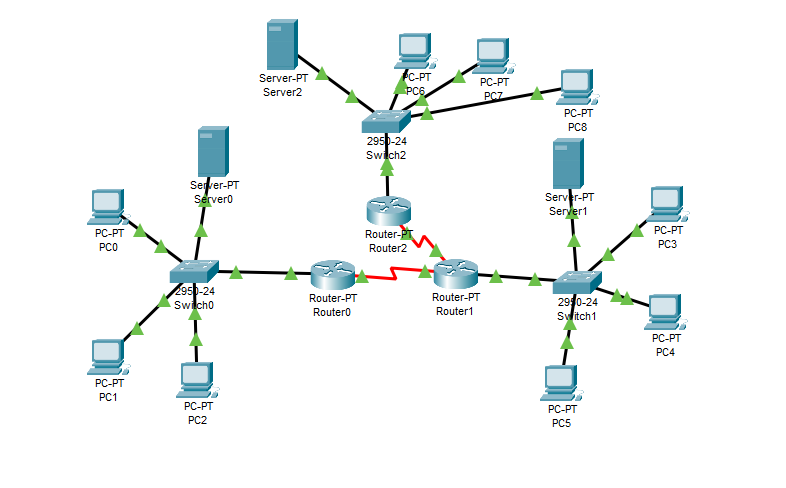 Server-PT
Server2
PC-PT
PC6
PC-PT
PC7
PC-PT
PC8
2950-24
Switch2
Server-PT
Server0
Server-PT
Server1
PC-PT
PC0
PC-PT
PC3
Router-PT
Router2
2950-24
Switch0
Router-PT
Router0
Router-PT
Router1
2950-24
Switch1
PC-PT
PC4
PC-PT
PC1
PC-PT
PC2
PC-PT
PC5